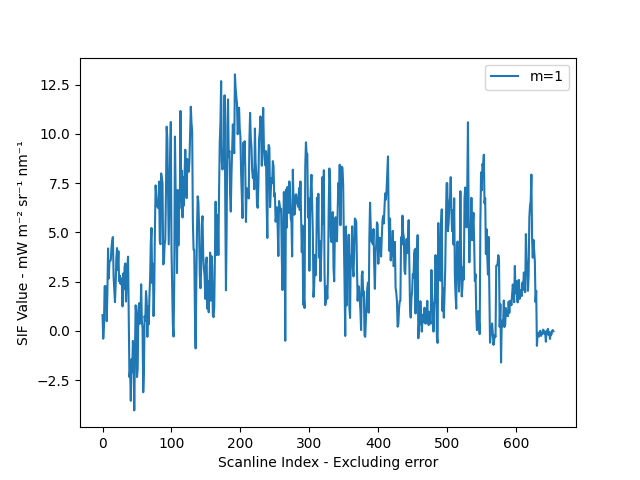 m=1
12.5
10.0
7.5
5.0
2.5
0.0
−2.5
SIF Value - mW m⁻² sr⁻¹ nm⁻¹
0 100 200 300 400 500 600
Scanline Index - Excluding error